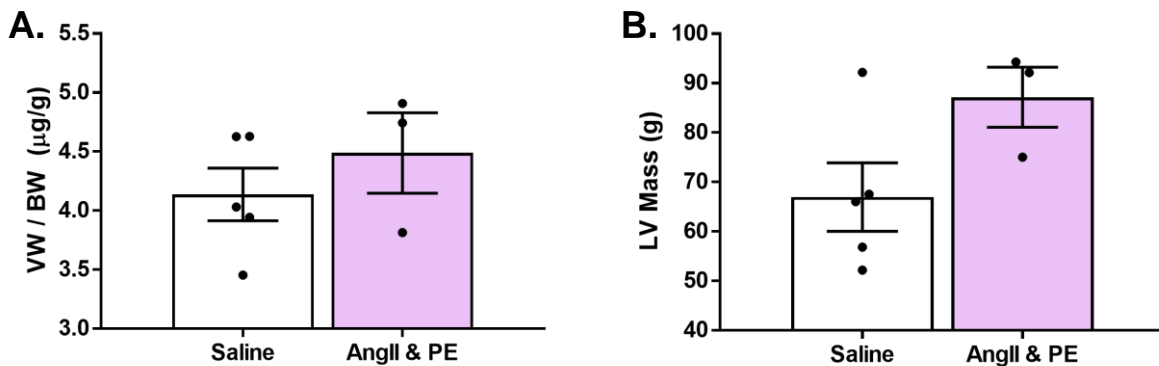 A.
VW / BW (µg/g)
5.5
5.0
4.5
4.0
3.5
3.0
Saline
AngII & PE
B.
LV Mass (g)
100
90
80
70
60
50
40
Saline
AngII & PE